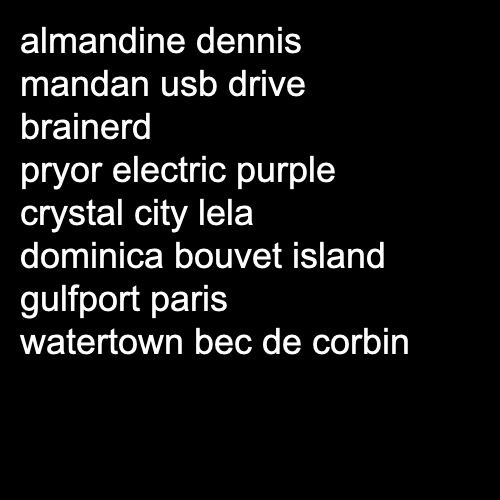 almandine dennis
mandan usb drive
brainerd
pryor electric purple
crystal city lela
dominica bouvet island
gulfport paris
watertown bec de corbin